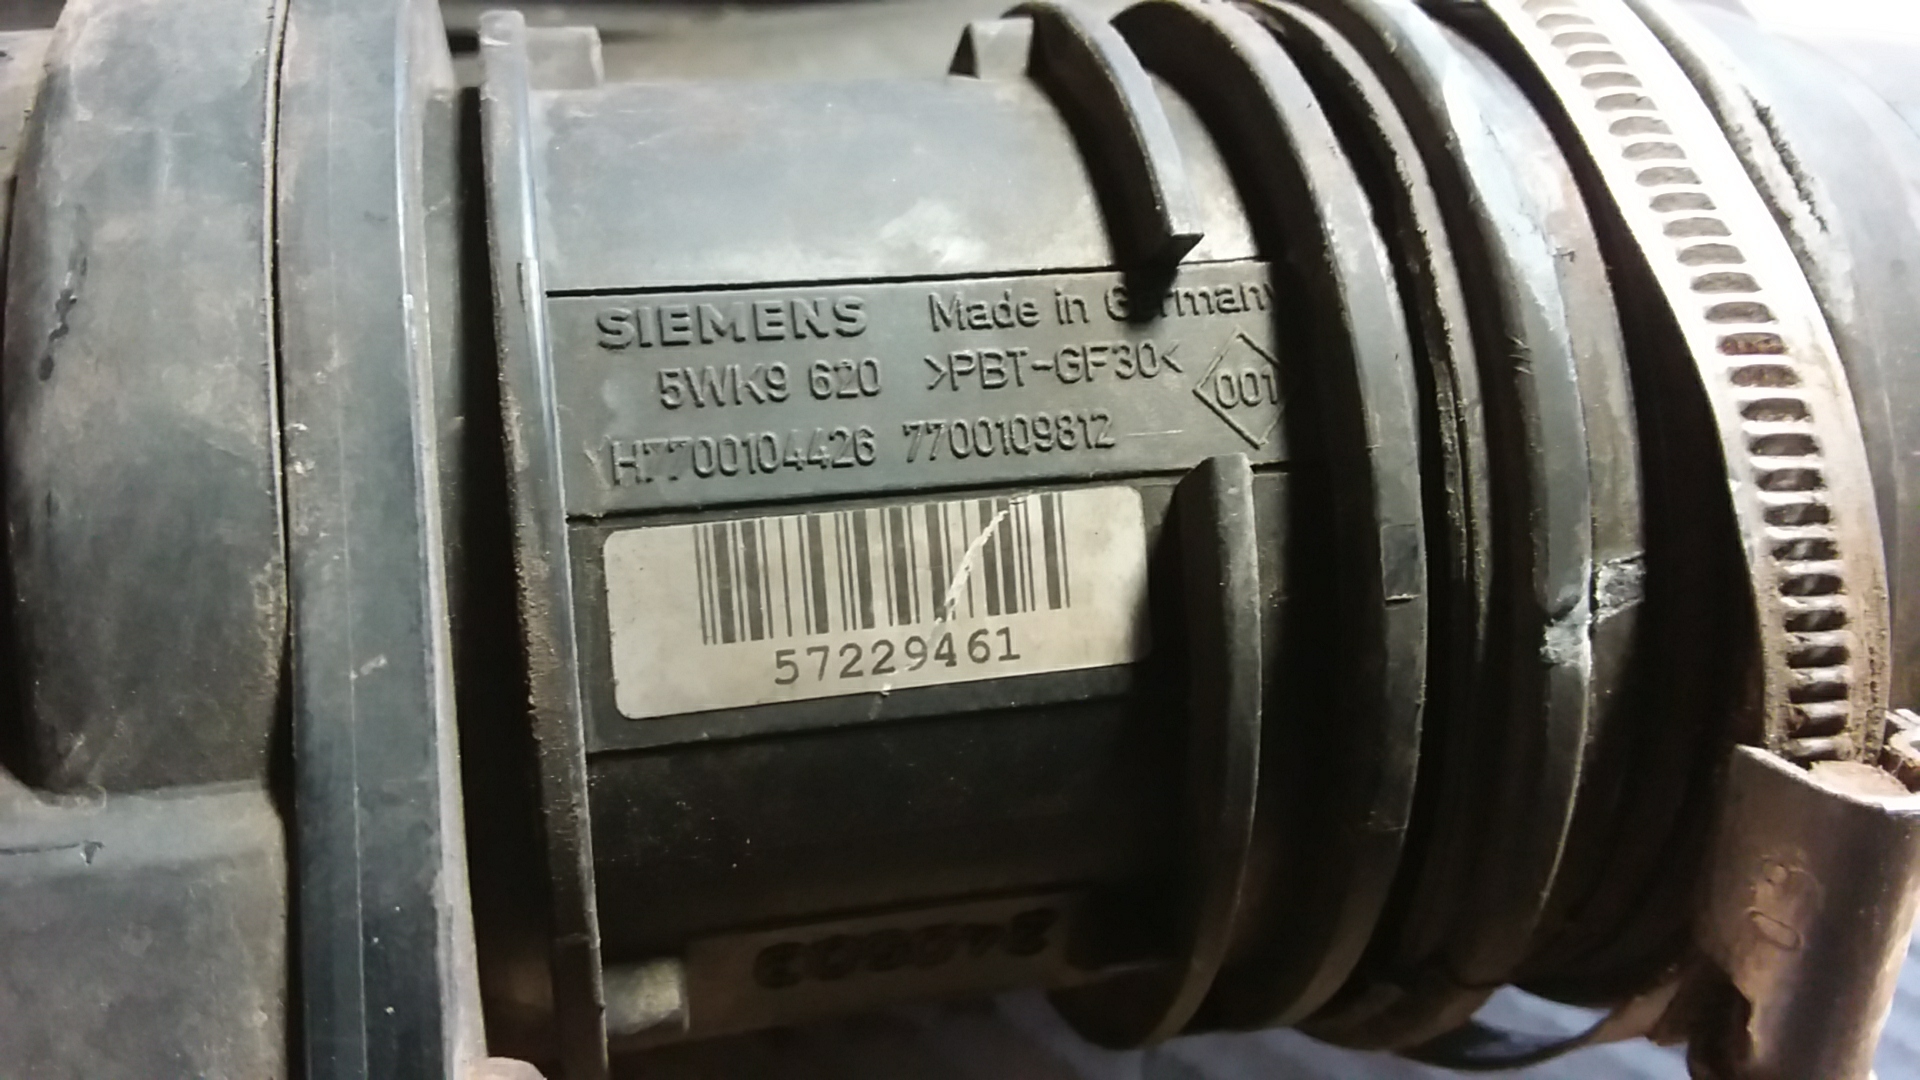 SIEMENS Made in Germany
5WK9 620 >PBT-GF30< 001
H7700104426 7700109812
57229461